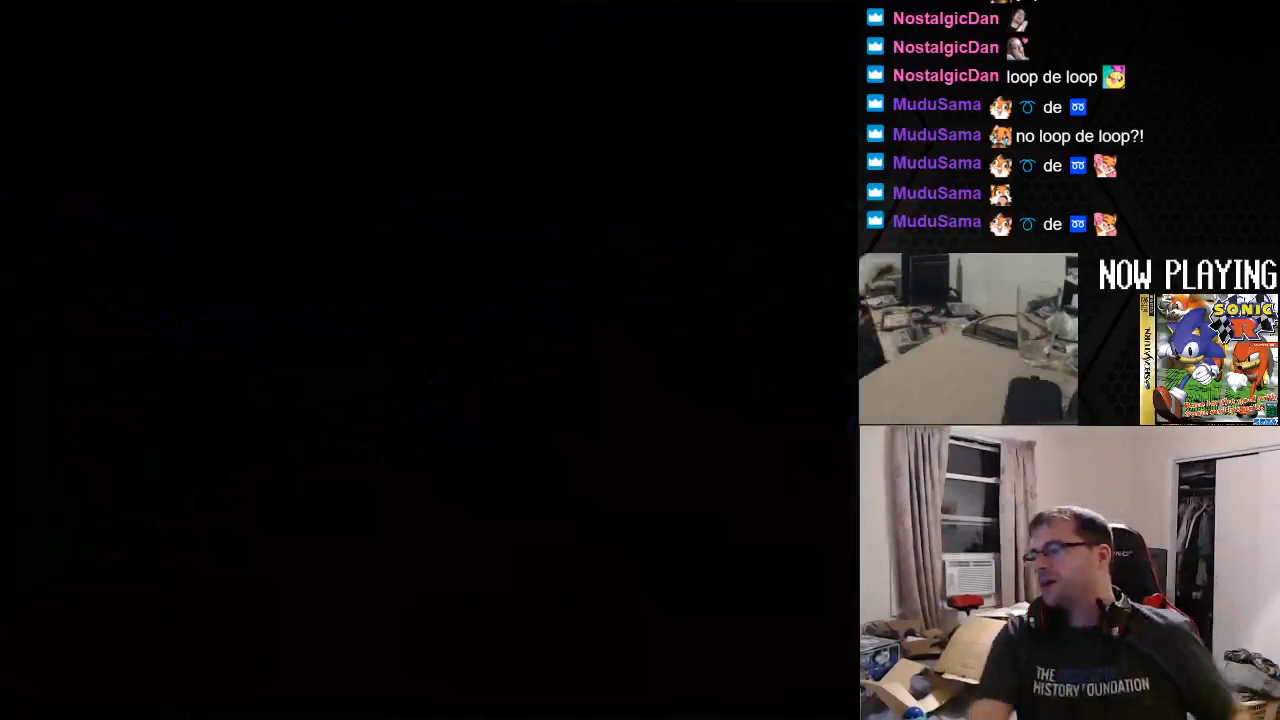 NostalgicDan
NostalgicDan
NostalgicDan loop de loop
MuduSama de
MuduSama no loop de loop?!
MuduSama de
MuduSama
MuduSama de
NOW PLAYING
SONIC R
SEGA SATURN
SEGA
THE
HISTORY FOUNDATION